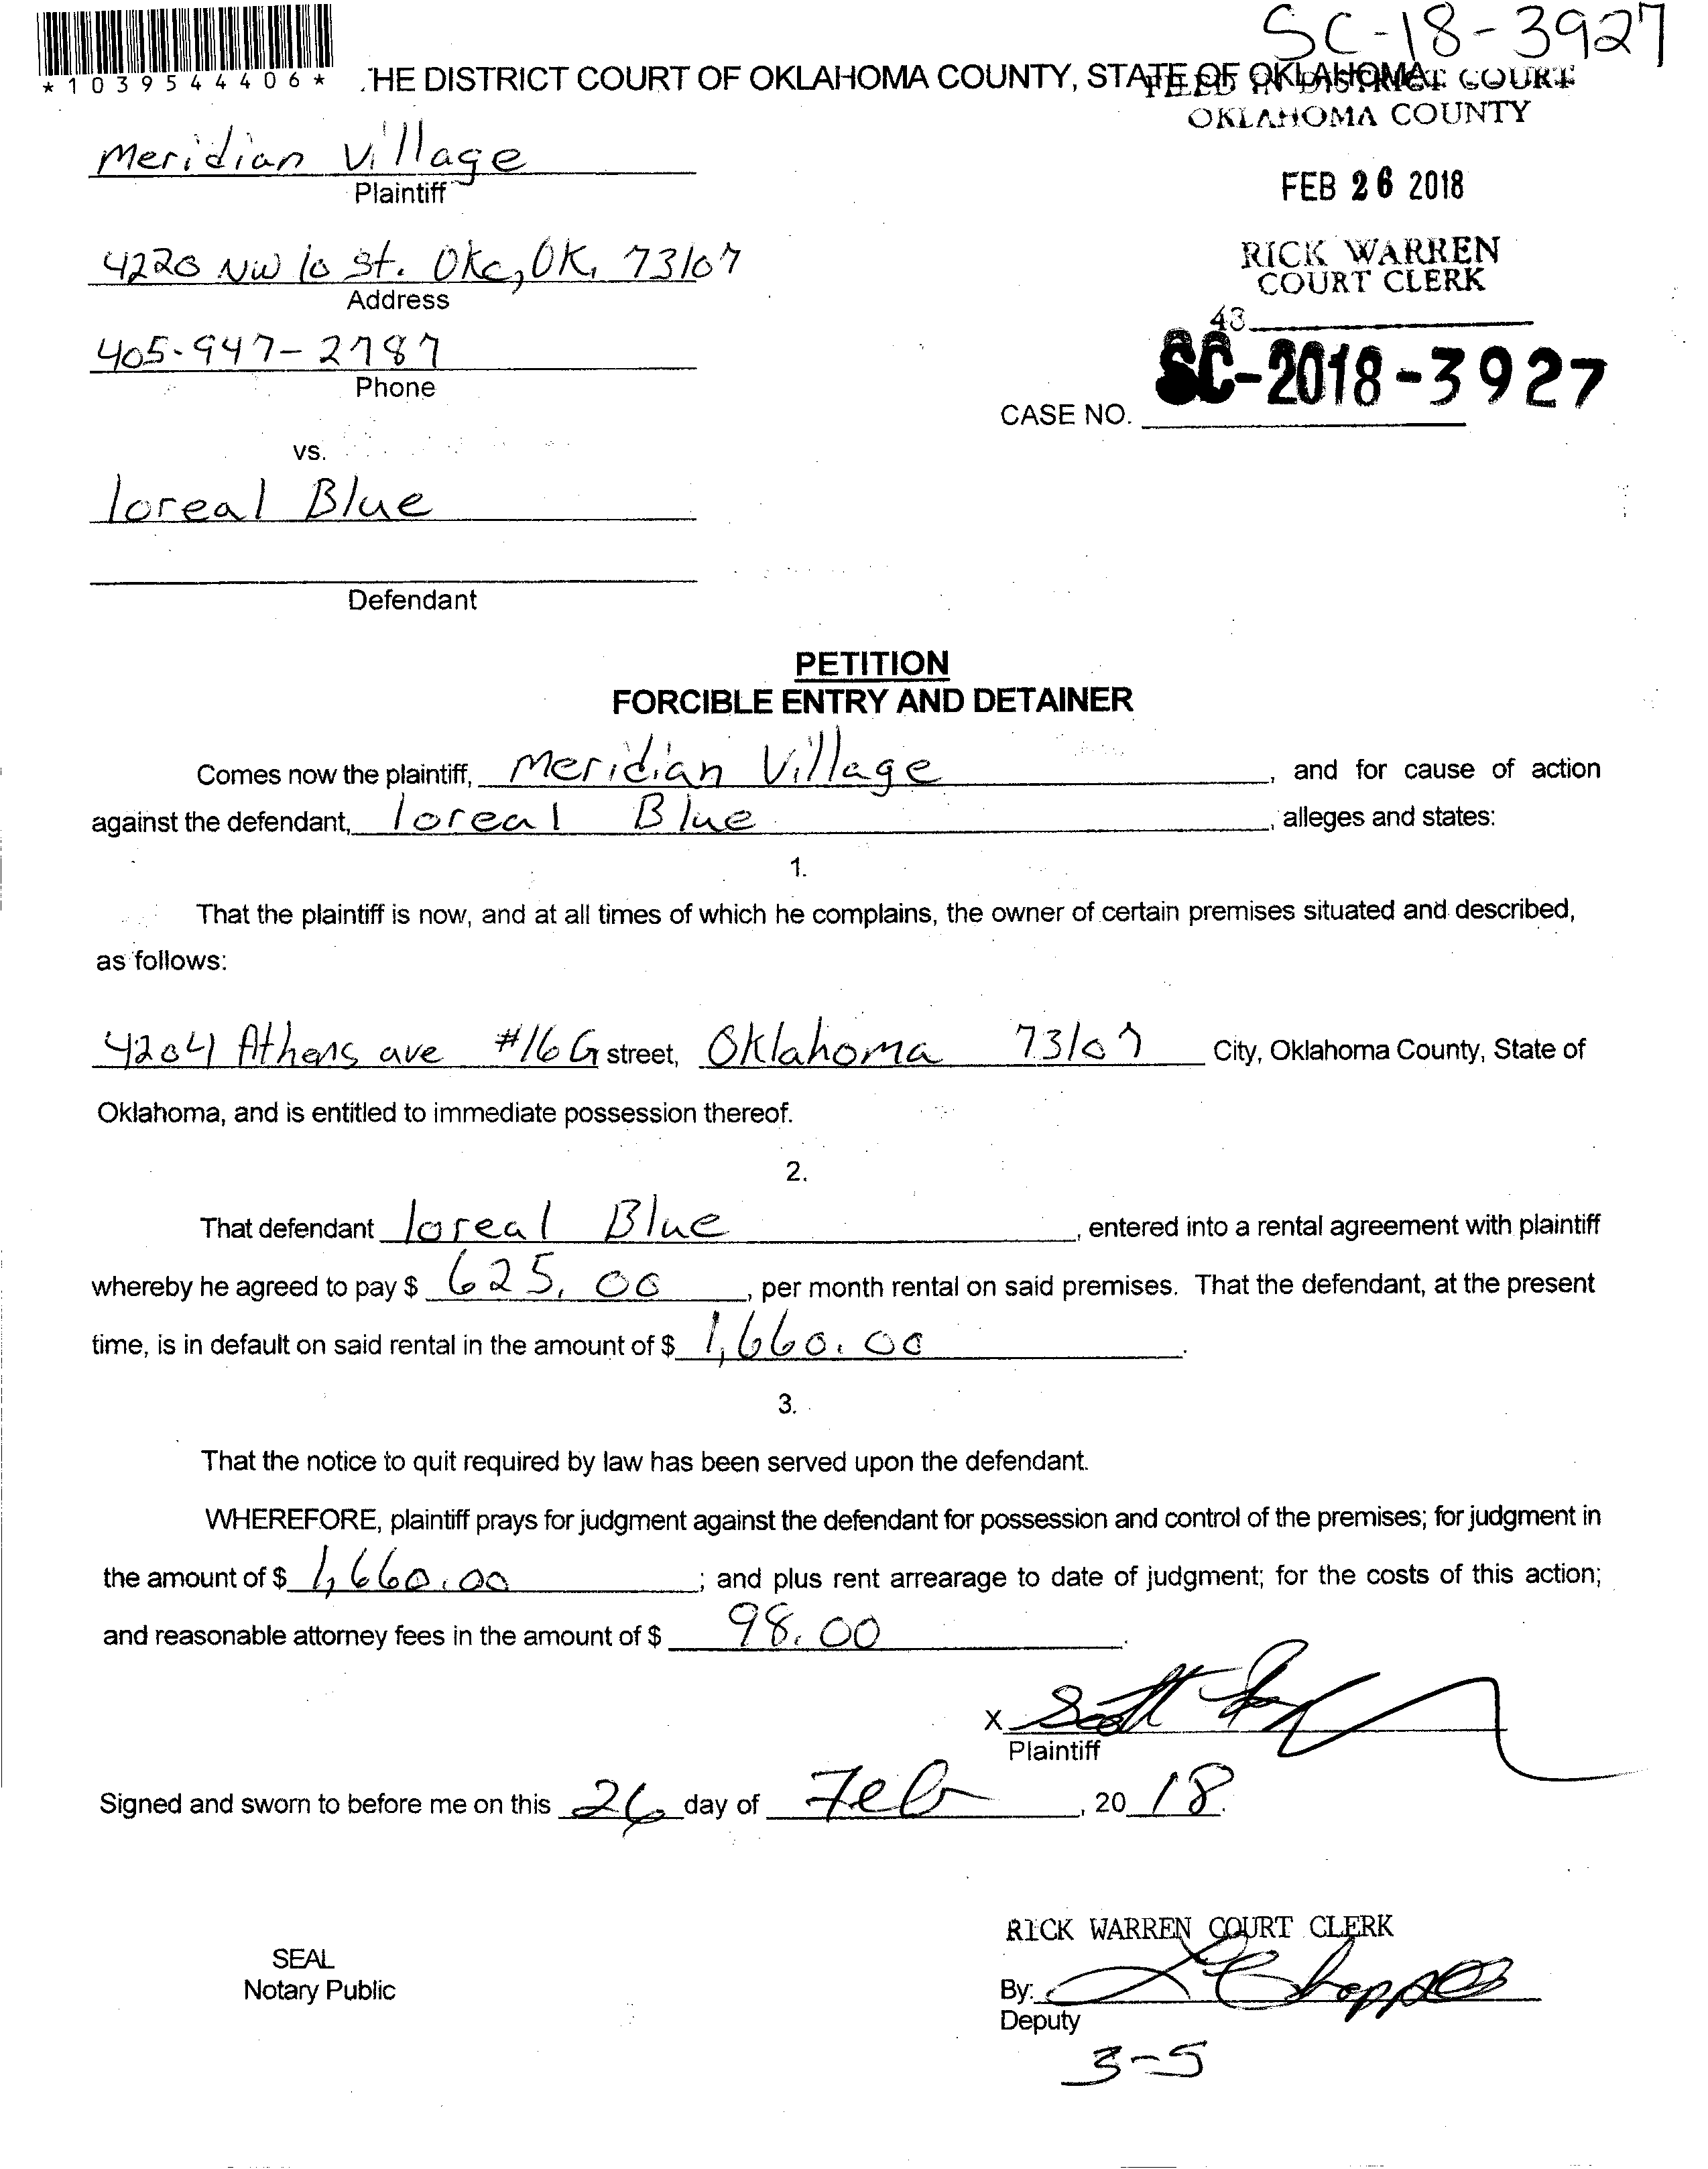 SC-18-3927
*1039544406*
HE DISTRICT COURT OF OKLAHOMA COUNTY, STATE OF OKLAHOMA
FILED IN DISTRICT COURT
OKLAHOMA COUNTY
Meridian Village
Plaintiff
FEB 26 2018
4220 NW 10 St. OKC, OK, 73107
Address
RICK WARREN
COURT CLERK
43
405-947-2787
Phone
SC-2018-3927
CASE NO.
vs.
loreal Blue
Defendant
PETITION
FORCIBLE ENTRY AND DETAINER
Comes now the plaintiff, Meridian Village, and for cause of action
against the defendant, loreal Blue, alleges and states:
1.
That the plaintiff is now, and at all times of which he complains, the owner of certain premises situated and described,
as follows:
4204 Athens ave #16G street, Oklahoma 73107 City, Oklahoma County, State of
Oklahoma, and is entitled to immediate possession thereof.
2.
That defendant loreal Blue, entered into a rental agreement with plaintiff
whereby he agreed to pay $ 625.00, per month rental on said premises. That the defendant, at the present
time, is in default on said rental in the amount of $ 1,660.00.
3.
That the notice to quit required by law has been served upon the defendant.
WHEREFORE, plaintiff prays for judgment against the defendant for possession and control of the premises; for judgment in
the amount of $ 1,660.00; and plus rent arrearage to date of judgment; for the costs of this action;
and reasonable attorney fees in the amount of $ 98.00.
X Scott
Plaintiff
Signed and sworn to before me on this 26 day of Feb, 2018.
RICK WARREN COURT CLERK
SEAL
Notary Public
By:
Deputy
3-5